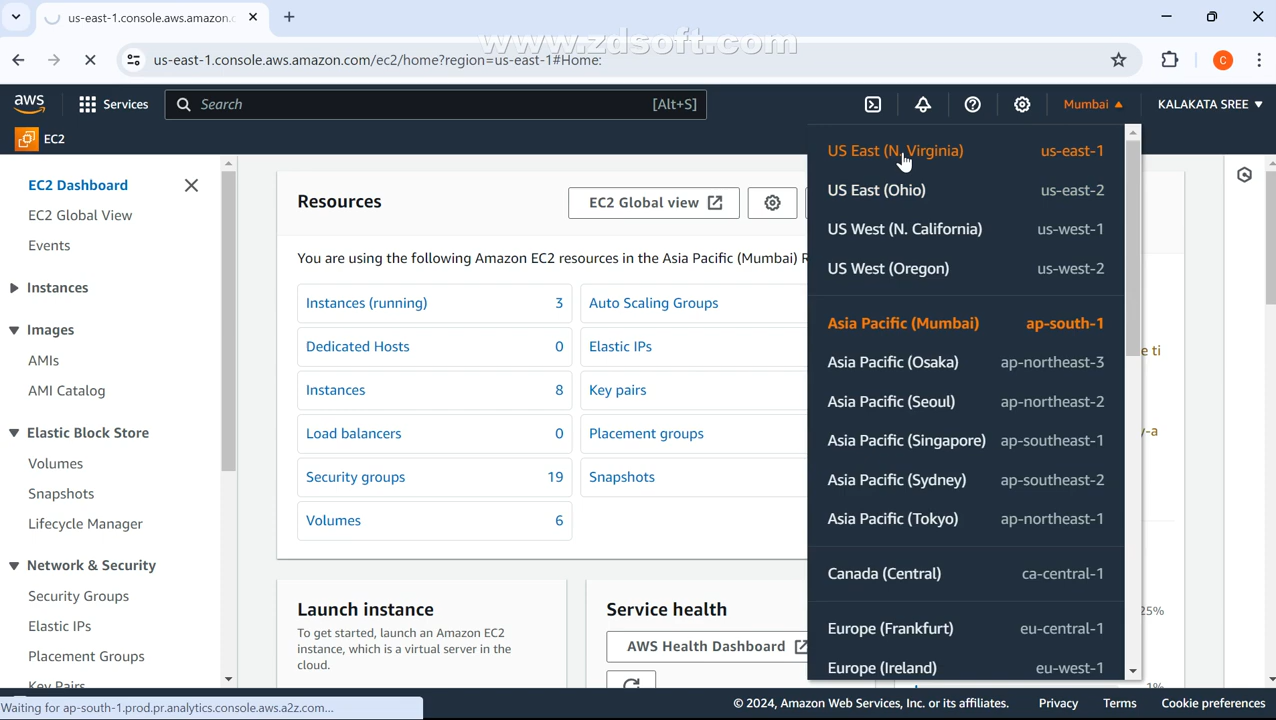 us-east-1.console.aws.amazon.
www.zdsoft.com
us-east-1.console.aws.amazon.com/ec2/home?region=us-east-1#Home:
C
aws
Services
Search
[Alt+S]
Mumbai
KALAKATA SREE
EC2
EC2 Dashboard
EC2 Global View
Events
Instances
Images
AMIs
AMI Catalog
Elastic Block Store
Volumes
Snapshots
Lifecycle Manager
Network & Security
Security Groups
Elastic IPs
Placement Groups
Key Pairs
Resources
EC2 Global view
You are using the following Amazon EC2 resources in the Asia Pacific (Mumbai) R
Instances (running) 3
Auto Scaling Groups
Dedicated Hosts 0
Elastic IPs
Instances 8
Key pairs
Load balancers 0
Placement groups
Security groups 19
Snapshots
Volumes 6
Launch instance
To get started, launch an Amazon EC2
instance, which is a virtual server in the
cloud.
Service health
AWS Health Dashboard
US East (N. Virginia) us-east-1
US East (Ohio) us-east-2
US West (N. California) us-west-1
US West (Oregon) us-west-2
Asia Pacific (Mumbai) ap-south-1
Asia Pacific (Osaka) ap-northeast-3
Asia Pacific (Seoul) ap-northeast-2
Asia Pacific (Singapore) ap-southeast-1
Asia Pacific (Sydney) ap-southeast-2
Asia Pacific (Tokyo) ap-northeast-1
Canada (Central) ca-central-1
Europe (Frankfurt) eu-central-1
Europe (Ireland) eu-west-1
e ti
y-a
25%
1%
Waiting for ap-south-1.prod.pr.analytics.console.aws.a2z.com...
© 2024, Amazon Web Services, Inc. or its affiliates.
Privacy
Terms
Cookie preferences